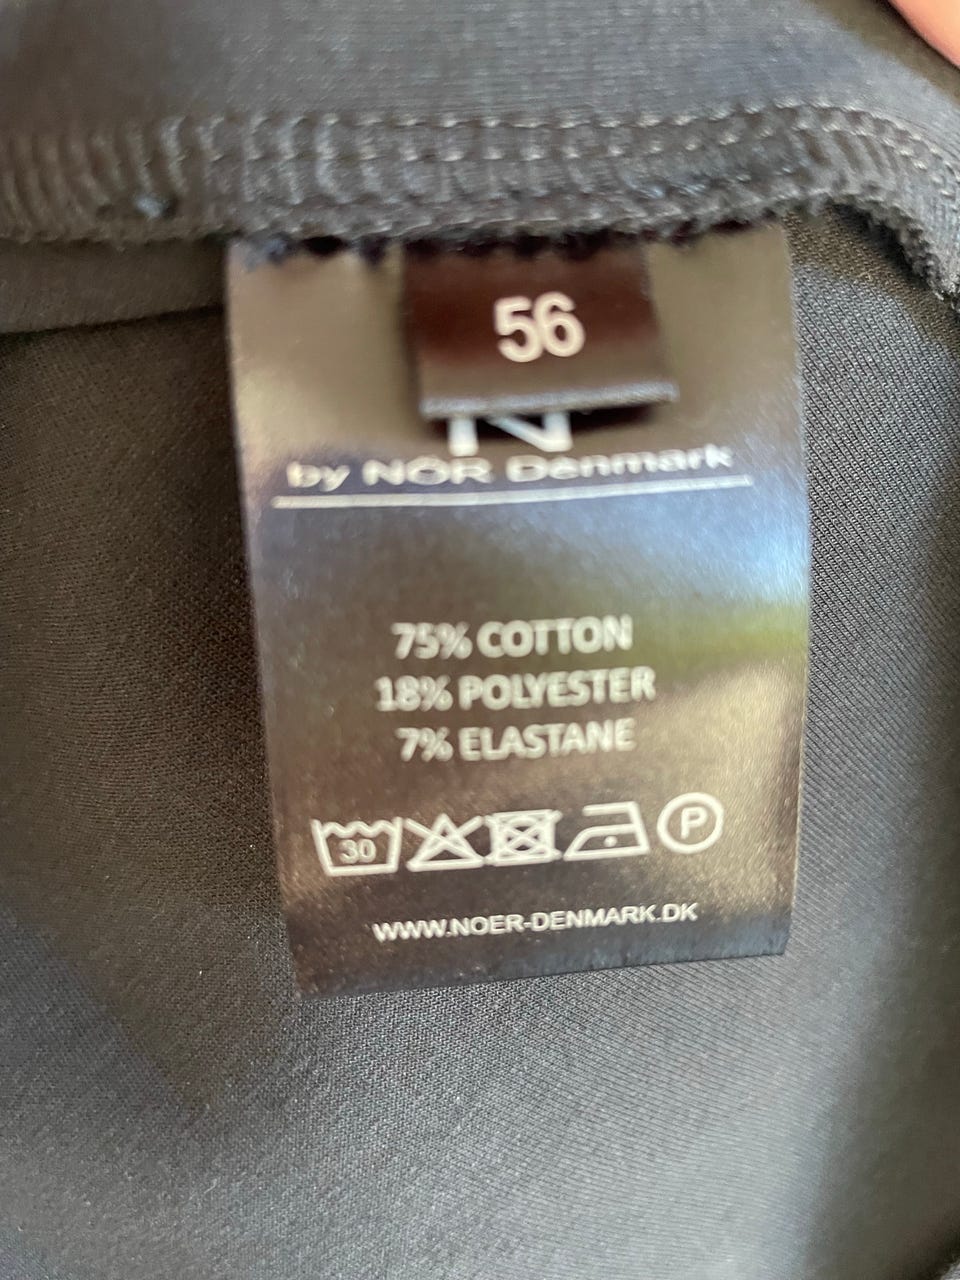 56
N
by NÖR Denmark
75% COTTON
18% POLYESTER
7% ELASTANE
30 P
WWW.NOER-DENMARK.DK